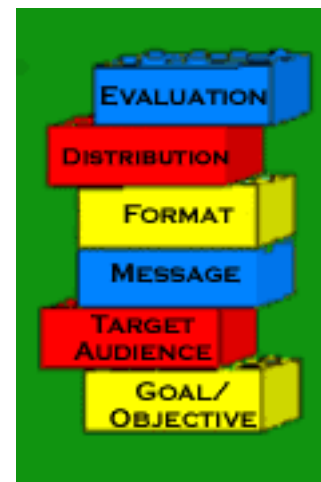 EVALUATION
DISTRIBUTION
FORMAT
MESSAGE
TARGET
AUDIENCE
GOAL/
OBJECTIVE